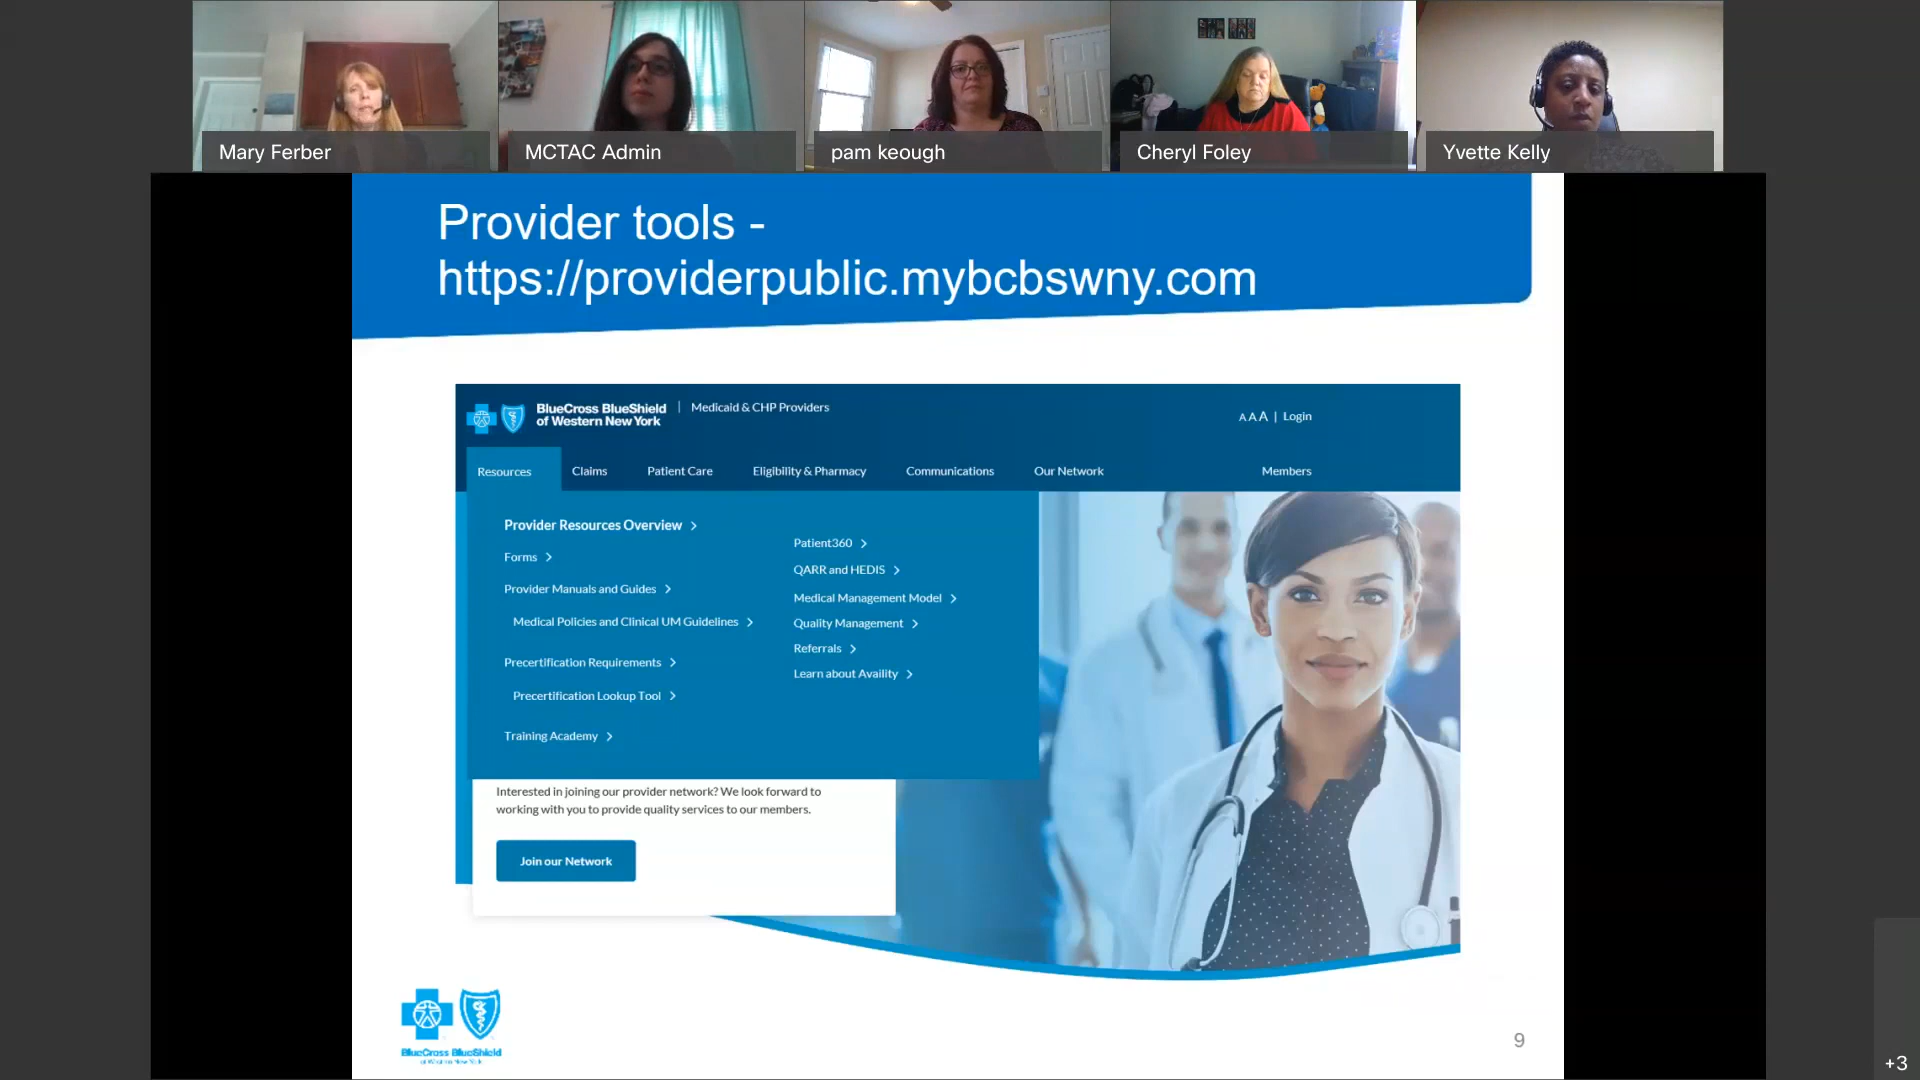 Mary Ferber
MCTAC Admin
pam keough
Cheryl Foley
Yvette Kelly
Provider tools -
https://providerpublic.mybcbswny.com
BlueCross BlueShield
of Western New York
Medicaid & CHP Providers
AAA | Login
Resources
Claims
Patient Care
Eligibility & Pharmacy
Communications
Our Network
Members
Provider Resources Overview >
Forms >
Provider Manuals and Guides >
Medical Policies and Clinical UM Guidelines >
Precertification Requirements >
Precertification Lookup Tool >
Training Academy >
Patient360 >
QARR and HEDIS >
Medical Management Model >
Quality Management >
Referrals >
Learn about Availity >
Interested in joining our provider network? We look forward to
working with you to provide quality services to our members.
Join our Network
BlueCross BlueShield
of Western New York
9
+3